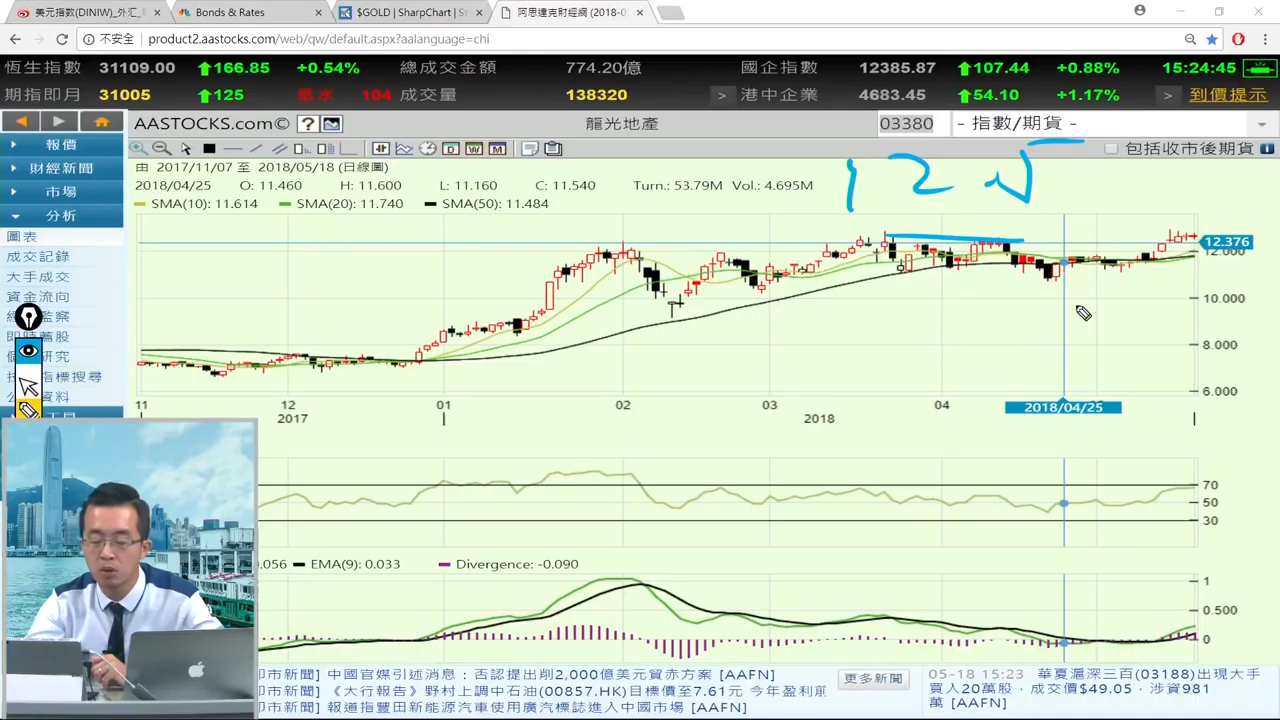 美元指数(DINIW)_外汇_
Bonds & Rates
$GOLD | SharpChart | S
阿思達克財經網 (2018-0
不安全
product2.aastocks.com/web/qw/default.aspx?aalanguage=chi
恆生指數 31109.00 166.85 +0.54% 總成交金額 774.20億 國企指數 12385.87 107.44 +0.88% 15:24:45
期指即月 31005 125 低水 104 成交量 138320 > 港中企業 4683.45 54.10 +1.17% > 到價提示
AASTOCKS.com© ? 龍光地產 03380 - 指數/期貨 -
包括收市後期貨
報價
財經新聞
市場
分析
圖表
成交記錄
大手成交
資金流向
即時蓄股
指標搜尋
資料
工具
由 2017/11/07 至 2018/05/18 (日線圖)
2018/04/25 O: 11.460 H: 11.600 L: 11.160 C: 11.540 Turn.: 53.79M Vol.: 4.695M
SMA(10): 11.614 SMA(20): 11.740 SMA(50): 11.484
12
12.376
12.000
10.000
8.000
6.000
11 12 01 02 03 04 2018/04/25
2017 2018
70
50
30
0.056 EMA(9): 0.033 Divergence: -0.090
1
0.500
0
市新聞] 中國官媒引述消息：否認提出削2,000億美元貿赤方案 [AAFN]
市新聞] 《大行報告》野村上調中石油(00857.HK)目標價至7.61元 今年盈利前
市新聞] 報道指豐田新能源汽車使用廣汽標誌進入中國市場 [AAFN]
更多新聞
05-18 15:23 華夏滬深三百(03188)出現大手
買入20萬股，成交價$49.05，涉資981
萬 [AAFN]